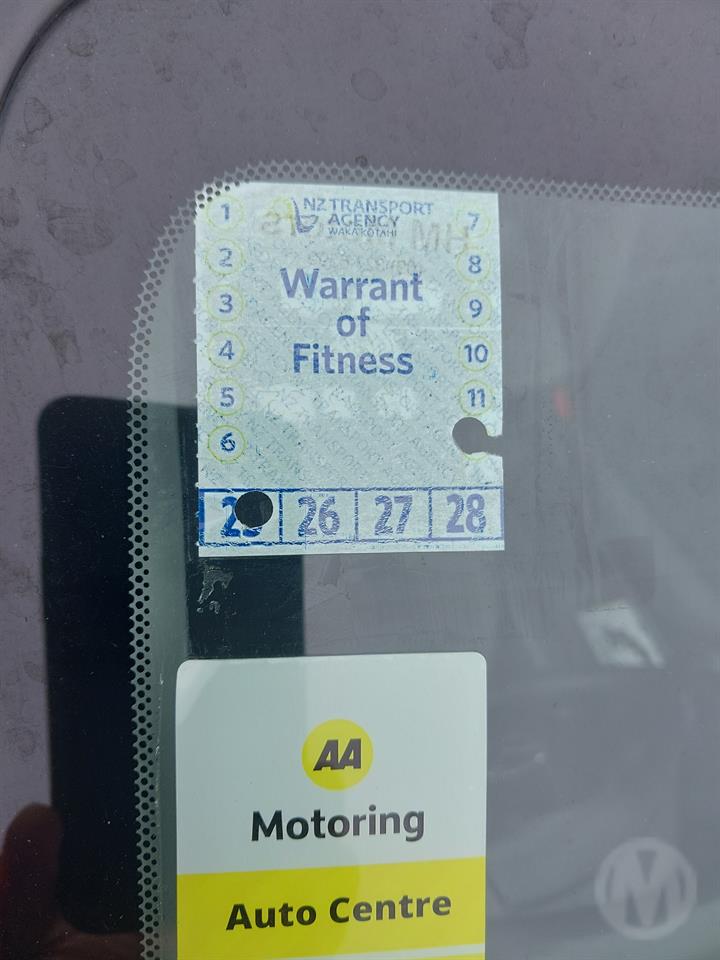 NZ TRANSPORT
AGENCY
WAKA KOTAHI
Warrant
of
Fitness
1
2
3
4
5
6
7
8
9
10
11
26
27
28
AA
Motoring
Auto Centre
M